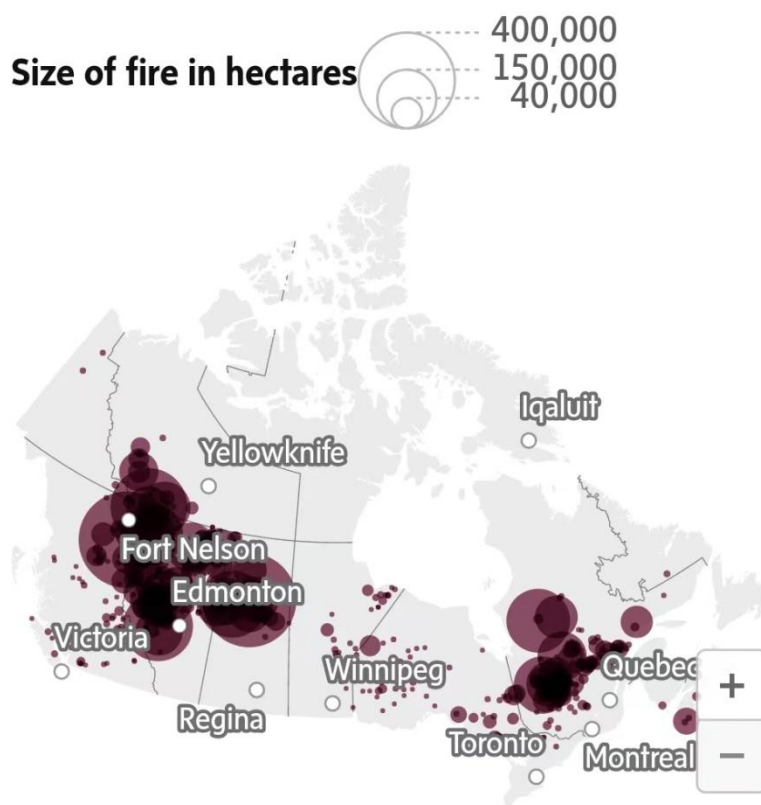 400,000
Size of fire in hectares
150,000
40,000
Iqaluit
Yellowknife
Fort Nelson
Edmonton
Victoria
Winnipeg
Quebec
+
Regina
Toronto
Montreal
−